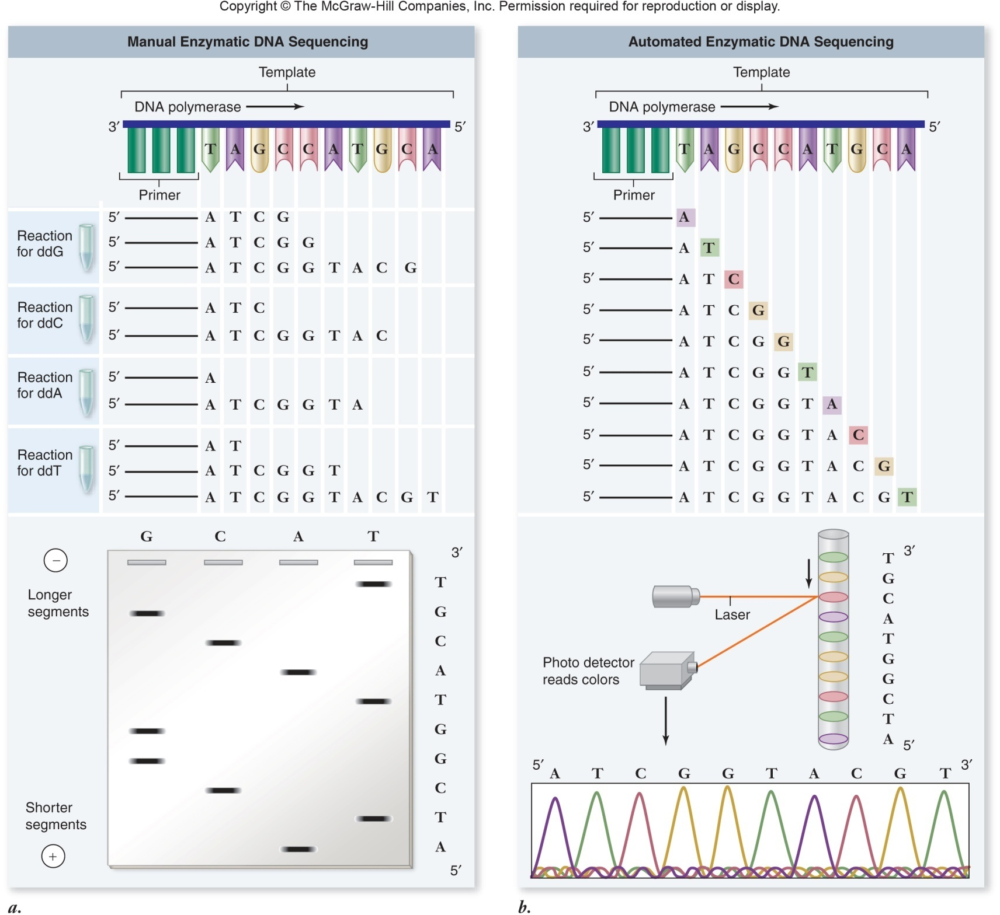 Copyright © The McGraw-Hill Companies, Inc. Permission required for reproduction or display.
Manual Enzymatic DNA Sequencing
Template
DNA polymerase
3′ 5′
T A G C C A T G C A
Primer
Reaction
for ddG
5′ A T C G
5′ A T C G G
5′ A T C G G T A C G
Reaction
for ddC
5′ A T C
5′ A T C G G T A C
Reaction
for ddA
5′ A
5′ A T C G G T A
Reaction
for ddT
5′ A T
5′ A T C G G T
5′ A T C G G T A C G T
G C A T
−
Longer
segments
Shorter
segments
+
3′
T
G
C
A
T
G
G
C
T
A
5′
a.
Automated Enzymatic DNA Sequencing
Template
DNA polymerase
3′ 5′
T A G C C A T G C A
Primer
5′ A
5′ A T
5′ A T C
5′ A T C G
5′ A T C G G
5′ A T C G G T
5′ A T C G G T A
5′ A T C G G T A C
5′ A T C G G T A C G
5′ A T C G G T A C G T
Laser
Photo detector
reads colors
3′
T
G
C
A
T
G
G
C
T
A
5′
5′ A T C G G T A C G T 3′
b.